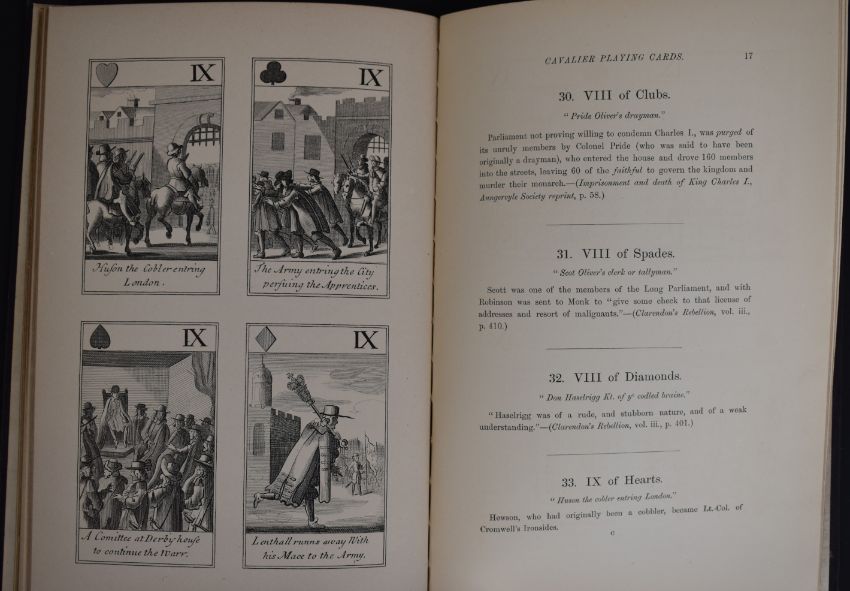 IX
Huson the Cobler entring
London.
IX
The Army entring the City
persuing the Apprentices.
IX
A Comittee at Derby-house
to continue the Warr.
IX
Lenthall runns away With
his Mace to the Army.
CAVALIER PLAYING CARDS. 17
30. VIII of Clubs.
"Pride Oliver's drayman."
Parliament not proving willing to condemn Charles I., was purged of
its unruly members by Colonel Pride (who was said to have been
originally a drayman), who entered the house and drove 160 members
into the streets, leaving 60 of the faithful to govern the kingdom and
murder their monarch.—(Imprisonment and death of King Charles I.,
Aungervyle Society reprint, p. 58.)
31. VIII of Spades.
"Scot Oliver's clerk or tallyman."
Scott was one of the members of the Long Parliament, and with
Robinson was sent to Monk to "give some check to that license of
addresses and resort of malignants."—(Clarendon's Rebellion, vol. iii.,
p. 410.)
32. VIII of Diamonds.
"Don Haselrigg Kt. of yᵉ codled braine."
"Haselrigg was of a rude, and stubborn nature, and of a weak
understanding."—(Clarendon's Rebellion, vol. iii., p. 401.)
33. IX of Hearts.
"Huson the cobler entring London."
Hewson, who had originally been a cobbler, became Lt.-Col. of
Cromwell's Ironsides.
C